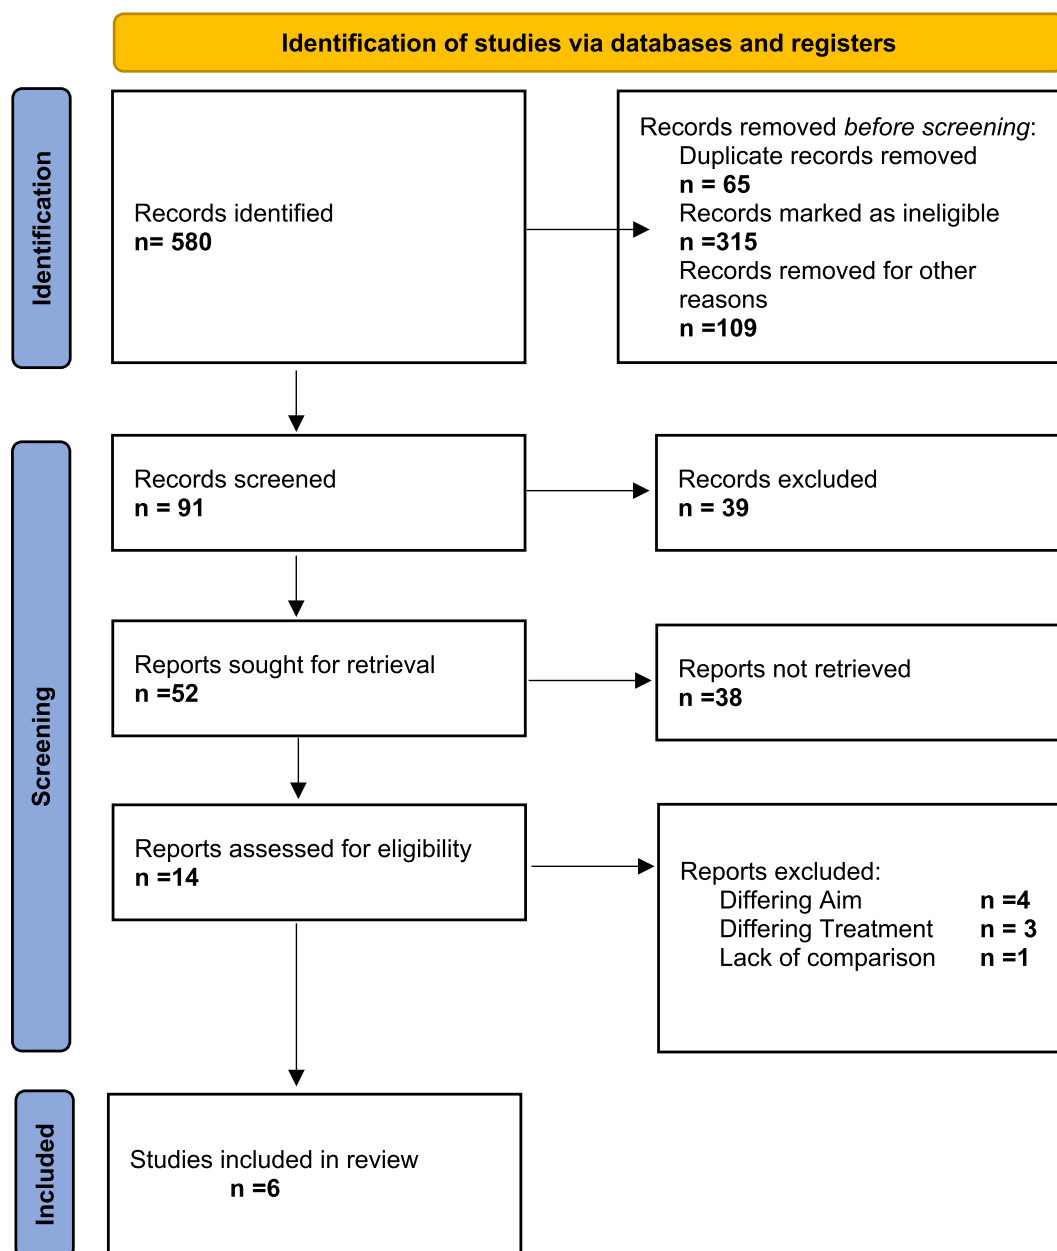 Identification of studies via databases and registers
Identification
Records identified
n= 580
Records removed before screening:
Duplicate records removed
n = 65
Records marked as ineligible
n =315
Records removed for other
reasons
n =109
Screening
Records screened
n = 91
Records excluded
n = 39
Reports sought for retrieval
n =52
Reports not retrieved
n =38
Reports assessed for eligibility
n =14
Reports excluded:
Differing Aim n =4
Differing Treatment n = 3
Lack of comparison n =1
Included
Studies included in review
n =6